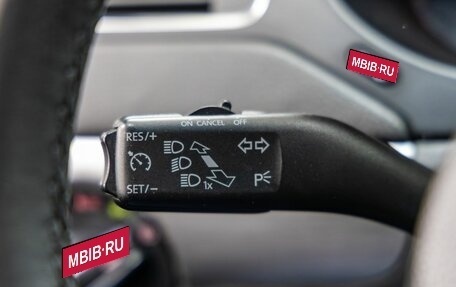 MBIB·RU
ON CANCEL OFF
RES/+
1x
SET/- P
MBIB·RU